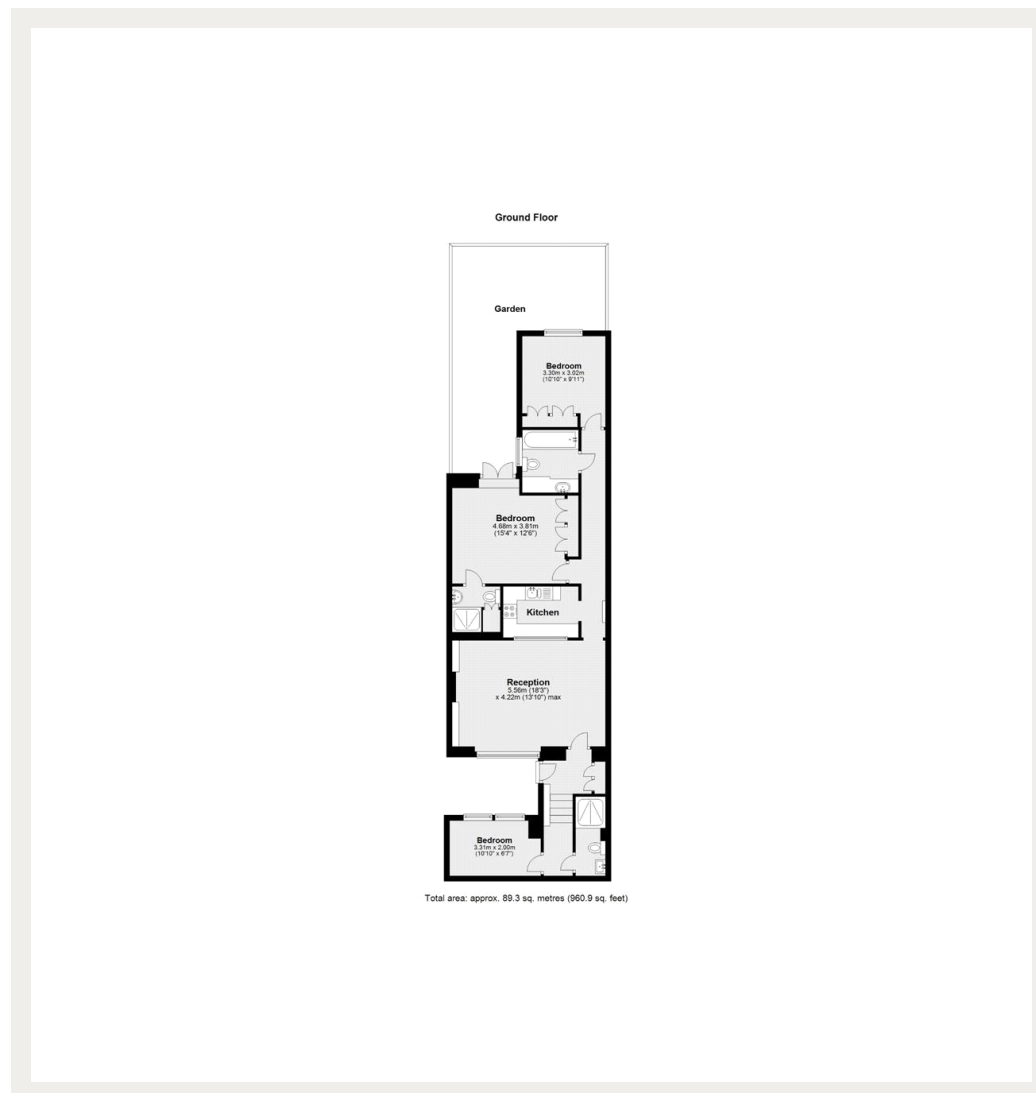 Ground Floor
Garden
Bedroom
3.30m x 3.02m
(10'10" x 9'11")
Bedroom
4.68m x 3.81m
(15'4" x 12'6")
Kitchen
Reception
5.56m (18'3")
x 4.22m (13'10") max
Bedroom
3.31m x 2.00m
(10'10" x 6'7")
Total area: approx. 89.3 sq. metres (960.9 sq. feet)